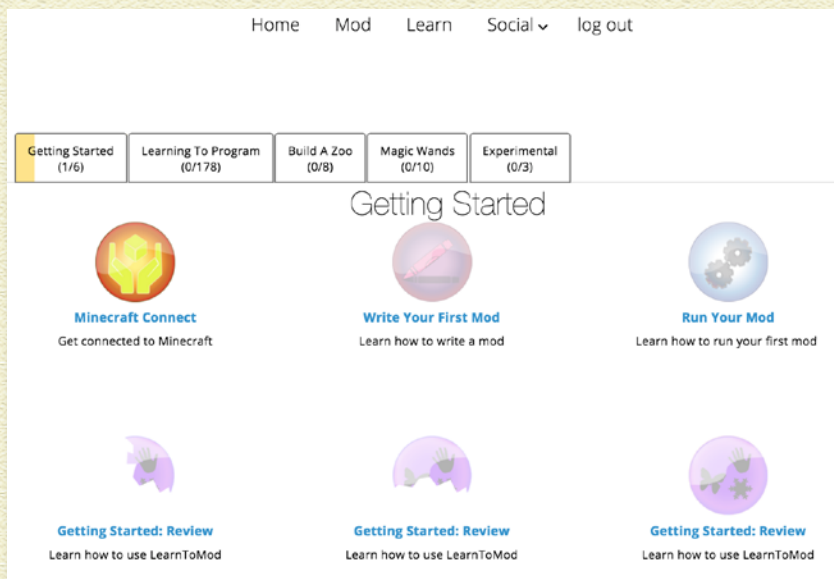 Home Mod Learn Social log out
Getting Started Learning To Program Build A Zoo Magic Wands Experimental
(1/6) (0/178) (0/8) (0/10) (0/3)
Getting Started
Minecraft Connect Write Your First Mod Run Your Mod
Get connected to Minecraft Learn how to write a mod Learn how to run your first mod
Getting Started: Review Getting Started: Review Getting Started: Review
Learn how to use LearnToMod Learn how to use LearnToMod Learn how to use LearnToMod